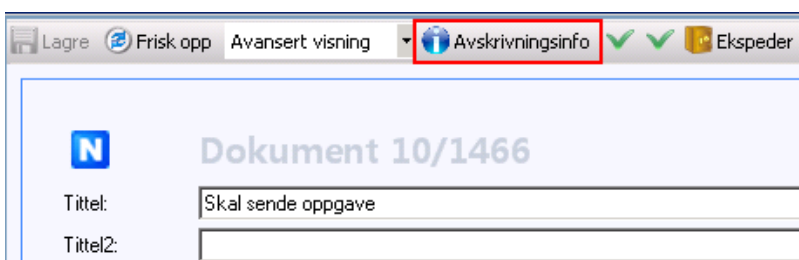 Lagre Frisk opp Avansert visning Avskrivningsinfo Ekspeder
N Dokument 10/1466
Tittel: Skal sende oppgave
Tittel2: